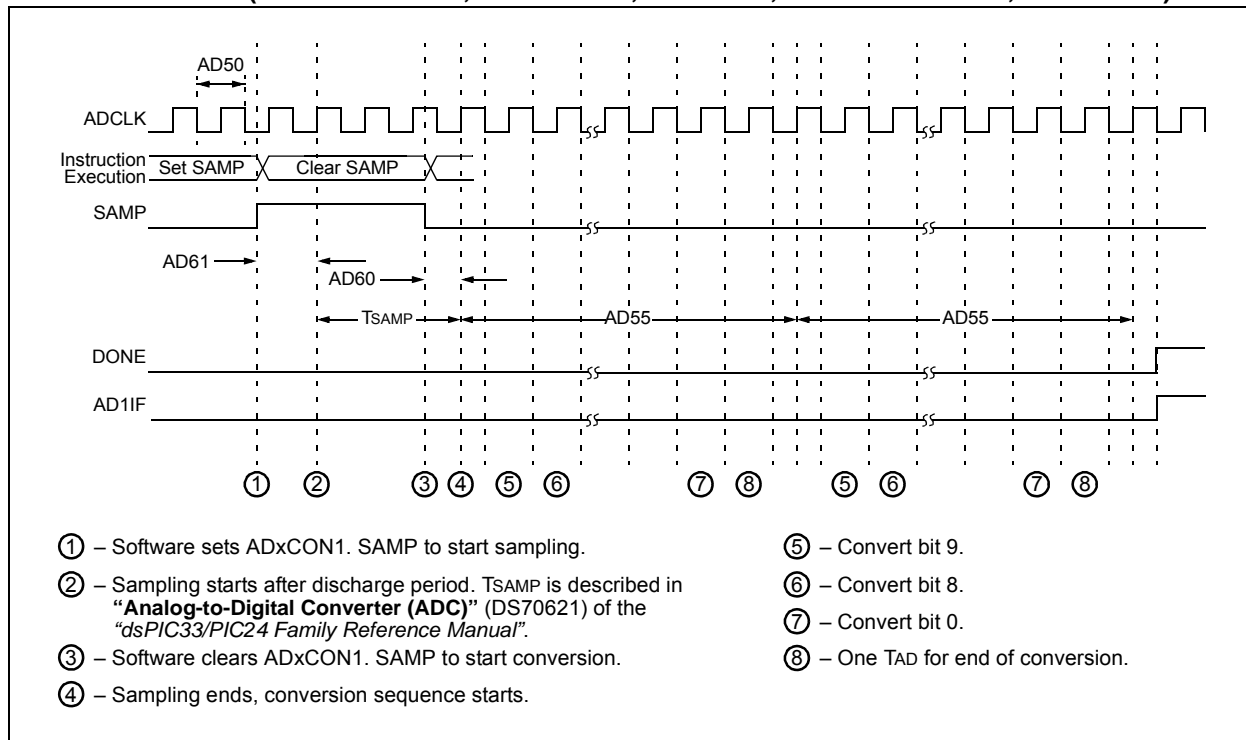 AD50
ADCLK
Instruction
Execution
Set SAMP
Clear SAMP
SAMP
AD61
AD60
TSAMP
AD55
AD55
DONE
AD1IF
1 2 3 4 5 6 7 8 5 6 7 8
1 – Software sets ADxCON1. SAMP to start sampling.
2 – Sampling starts after discharge period. TSAMP is described in
“Analog-to-Digital Converter (ADC)” (DS70621) of the
“dsPIC33/PIC24 Family Reference Manual”.
3 – Software clears ADxCON1. SAMP to start conversion.
4 – Sampling ends, conversion sequence starts.
5 – Convert bit 9.
6 – Convert bit 8.
7 – Convert bit 0.
8 – One TAD for end of conversion.